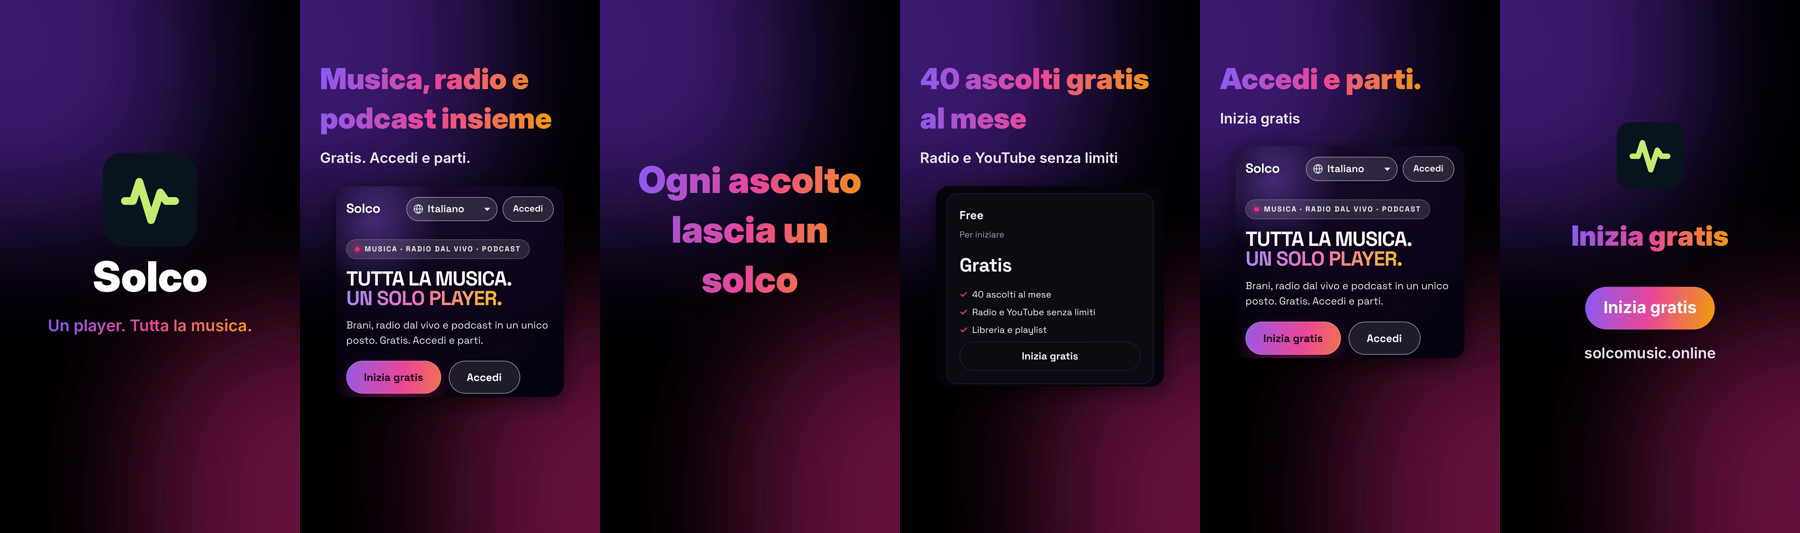 Solco
Un player. Tutta la musica.
Musica, radio e
podcast insieme
Gratis. Accedi e parti.
Solco
Italiano
Accedi
MUSICA · RADIO DAL VIVO · PODCAST
TUTTA LA MUSICA.
UN SOLO PLAYER.
Brani, radio dal vivo e podcast in un unico
posto. Gratis. Accedi e parti.
Inizia gratis
Accedi
Ogni ascolto
lascia un
solco
40 ascolti gratis
al mese
Radio e YouTube senza limiti
Free
Per iniziare
Gratis
40 ascolti al mese
Radio e YouTube senza limiti
Libreria e playlist
Inizia gratis
Accedi e parti.
Inizia gratis
Solco
Italiano
Accedi
MUSICA · RADIO DAL VIVO · PODCAST
TUTTA LA MUSICA.
UN SOLO PLAYER.
Brani, radio dal vivo e podcast in un unico
posto. Gratis. Accedi e parti.
Inizia gratis
Accedi
Inizia gratis
Inizia gratis
solcomusic.online